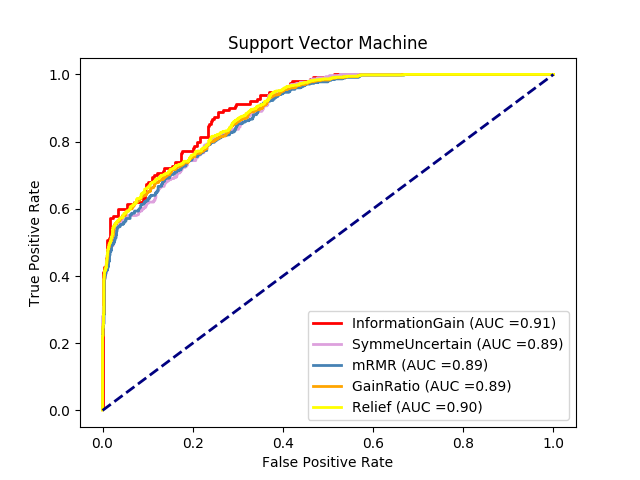 Support Vector Machine
1.0
0.8
0.6
0.4
0.2
0.0
True Positive Rate
InformationGain (AUC =0.91)
SymmeUncertain (AUC =0.89)
mRMR (AUC =0.89)
GainRatio (AUC =0.89)
Relief (AUC =0.90)
0.0 0.2 0.4 0.6 0.8 1.0
False Positive Rate